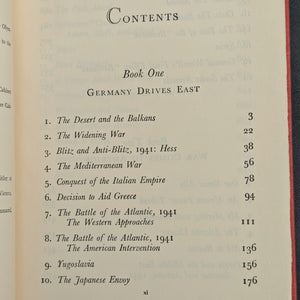 CONTENTS
Book One
GERMANY DRIVES EAST
1. The Desert and the Balkans 3
2. The Widening War 22
3. Blitz and Anti-Blitz, 1941: Hess 38
4. The Mediterranean War 56
5. Conquest of the Italian Empire 78
6. Decision to Aid Greece 94
7. The Battle of the Atlantic, 1941
The Western Approaches 111
8. The Battle of the Atlantic, 1941
The American Intervention 136
9. Yugoslavia 156
10. The Japanese Envoy 176
xi